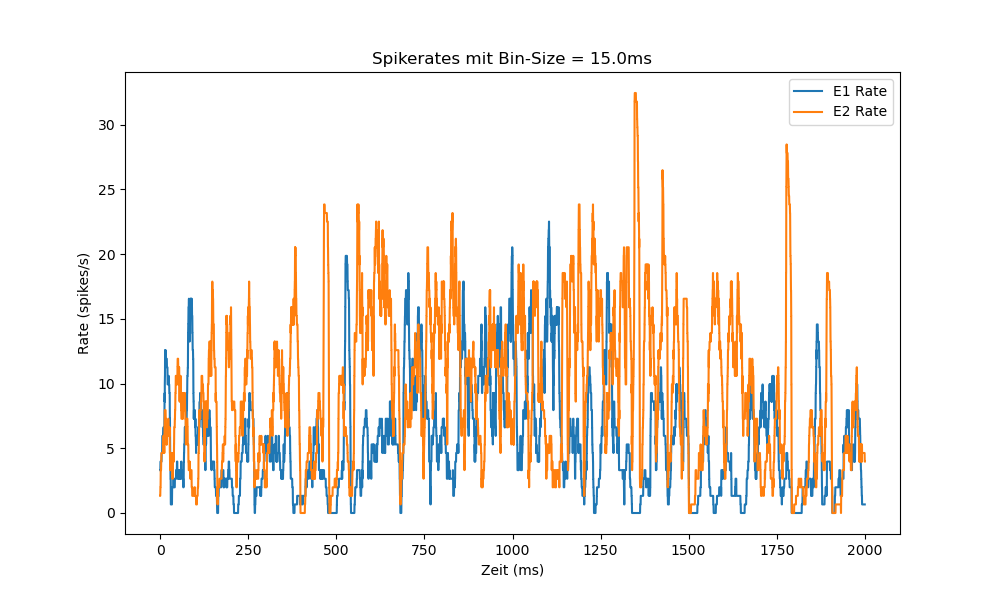 Spikerates mit Bin-Size = 15.0ms
E1 Rate
E2 Rate
Rate (spikes/s)
30
25
20
15
10
5
0
0 250 500 750 1000 1250 1500 1750 2000
Zeit (ms)